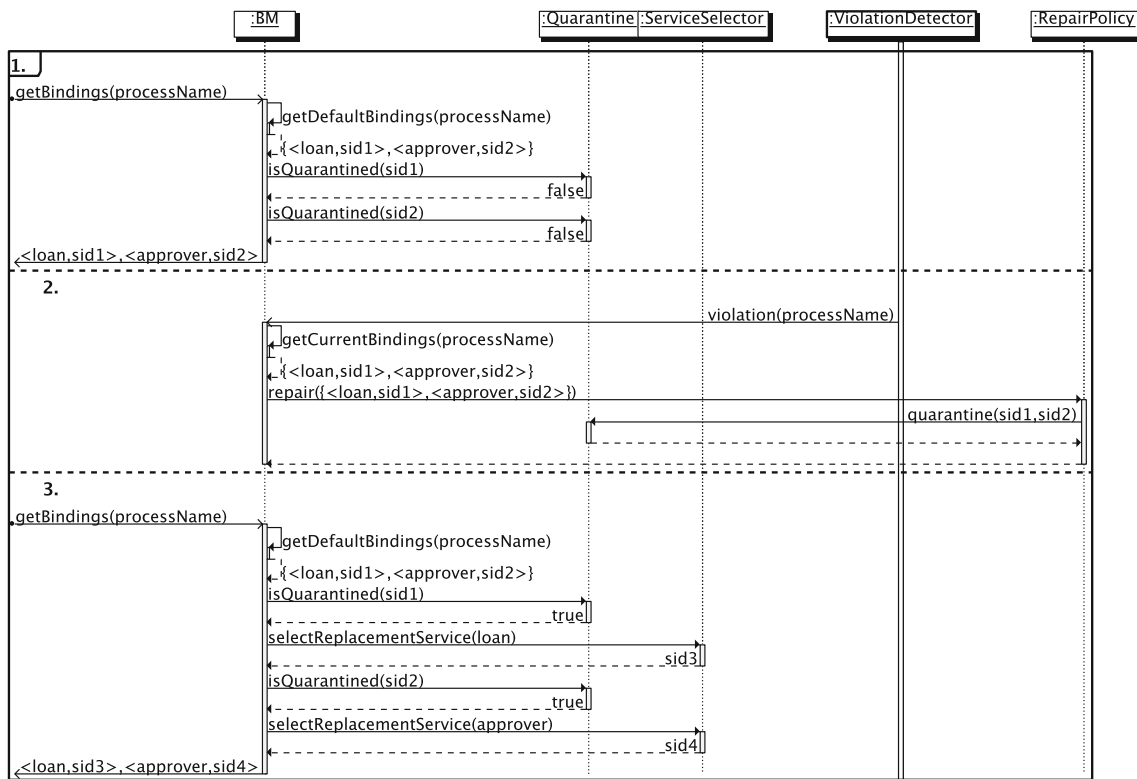 :BM
:Quarantine
:ServiceSelector
:ViolationDetector
:RepairPolicy
1.
getBindings(processName)
getDefaultBindings(processName)
{<loan,sid1>,<approver,sid2>}
isQuarantined(sid1)
false
isQuarantined(sid2)
false
<loan,sid1>,<approver,sid2>
2.
violation(processName)
getCurrentBindings(processName)
{<loan,sid1>,<approver,sid2>}
repair({<loan,sid1>,<approver,sid2>})
quarantine(sid1,sid2)
3.
getBindings(processName)
getDefaultBindings(processName)
{<loan,sid1>,<approver,sid2>}
isQuarantined(sid1)
true
selectReplacementService(loan)
sid3
isQuarantined(sid2)
true
selectReplacementService(approver)
sid4
<loan,sid3>,<approver,sid4>